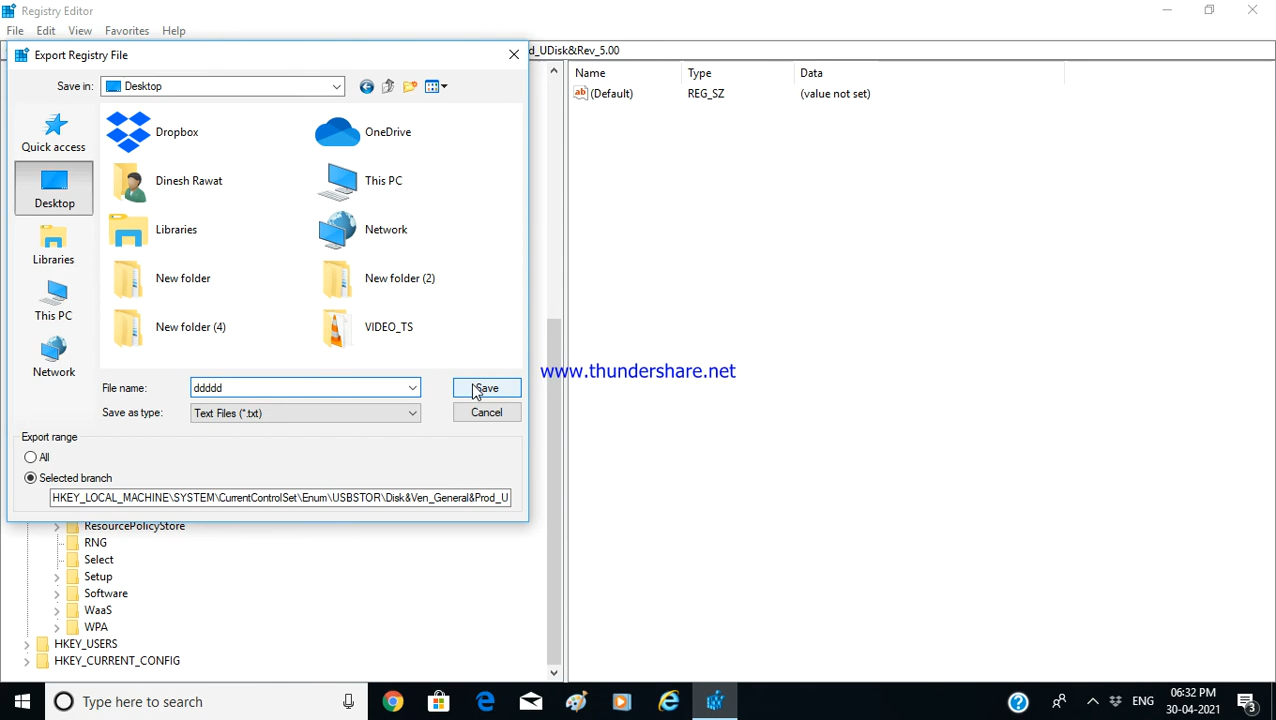 Registry Editor
File Edit View Favorites Help
Export Registry File
d_UDisk&Rev_5.00
Save in: Desktop
Name Type Data
(Default) REG_SZ (value not set)
Quick access
Desktop
Libraries
This PC
Network
Dropbox OneDrive
Dinesh Rawat This PC
Libraries Network
New folder New folder (2)
New folder (4) VIDEO_TS
www.thundershare.net
File name: ddddd Save
Save as type: Text Files (*.txt) Cancel
Export range
All
Selected branch
HKEY_LOCAL_MACHINE\SYSTEM\CurrentControlSet\Enum\USBSTOR\Disk&Ven_General&Prod_U
ResourcePolicyStore
RNG
Select
Setup
Software
WaaS
WPA
HKEY_USERS
HKEY_CURRENT_CONFIG
Type here to search
ENG
06:32 PM
30-04-2021
3